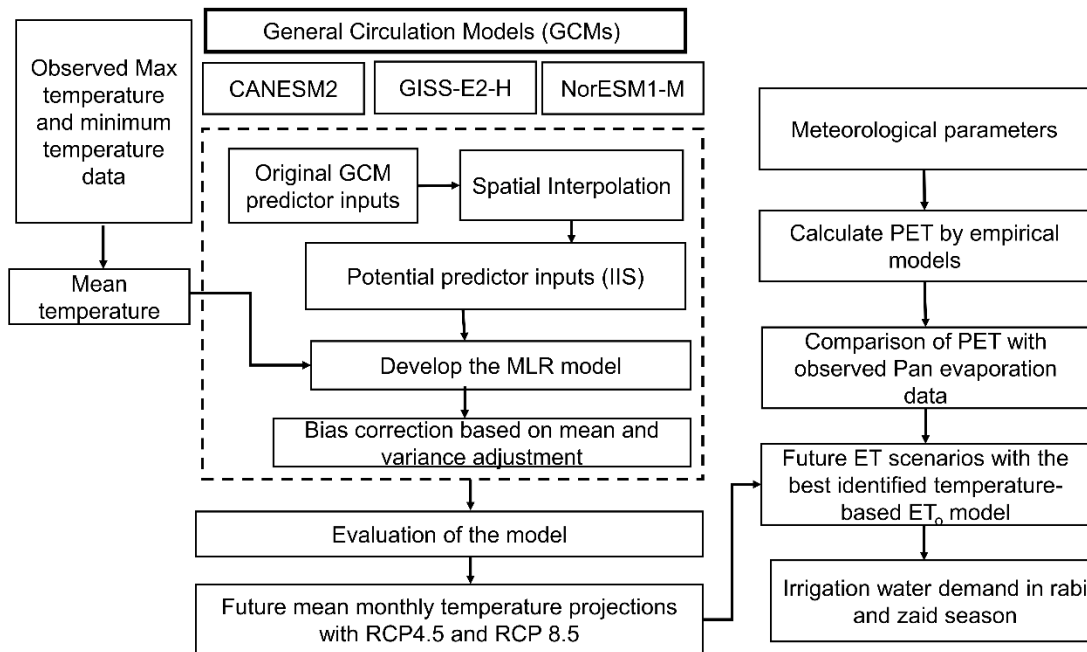 General Circulation Models (GCMs)
Observed Max
temperature
and minimum
temperature
data
CANESM2
GISS-E2-H
NorESM1-M
Original GCM
predictor inputs
Spatial Interpolation
Mean
temperature
Potential predictor inputs (IIS)
Develop the MLR model
Bias correction based on mean and
variance adjustment
Evaluation of the model
Future mean monthly temperature projections
with RCP4.5 and RCP 8.5
Meteorological parameters
Calculate PET by empirical
models
Comparison of PET with
observed Pan evaporation
data
Future ET scenarios with the
best identified temperature-
based ETo model
Irrigation water demand in rabi
and zaid season